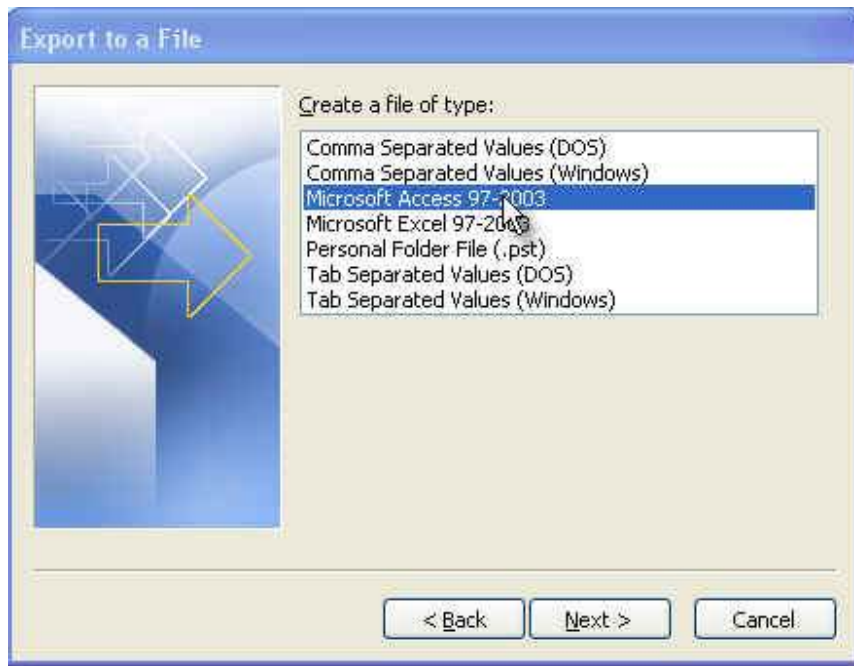 Export to a File
Create a file of type:
Comma Separated Values (DOS)
Comma Separated Values (Windows)
Microsoft Access 97-2003
Microsoft Excel 97-2003
Personal Folder File (.pst)
Tab Separated Values (DOS)
Tab Separated Values (Windows)
< Back
Next >
Cancel